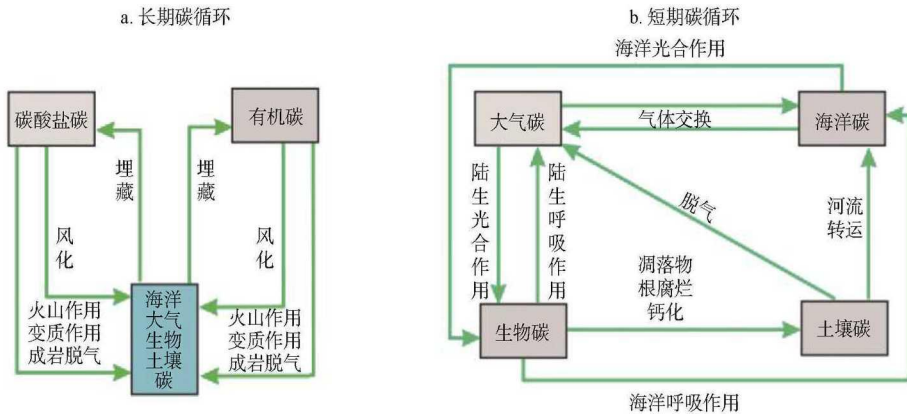 a. 长期碳循环
碳酸盐碳
有机碳
埋藏
埋藏
风化
风化
火山作用
变质作用
成岩脱气
海洋
大气
生物
土壤
碳
火山作用
变质作用
成岩脱气
b. 短期碳循环
海洋光合作用
大气碳
气体交换
海洋碳
陆生光合作用
陆生呼吸作用
脱气
河流
转运
凋落物
根腐烂
钙化
生物碳
土壤碳
海洋呼吸作用